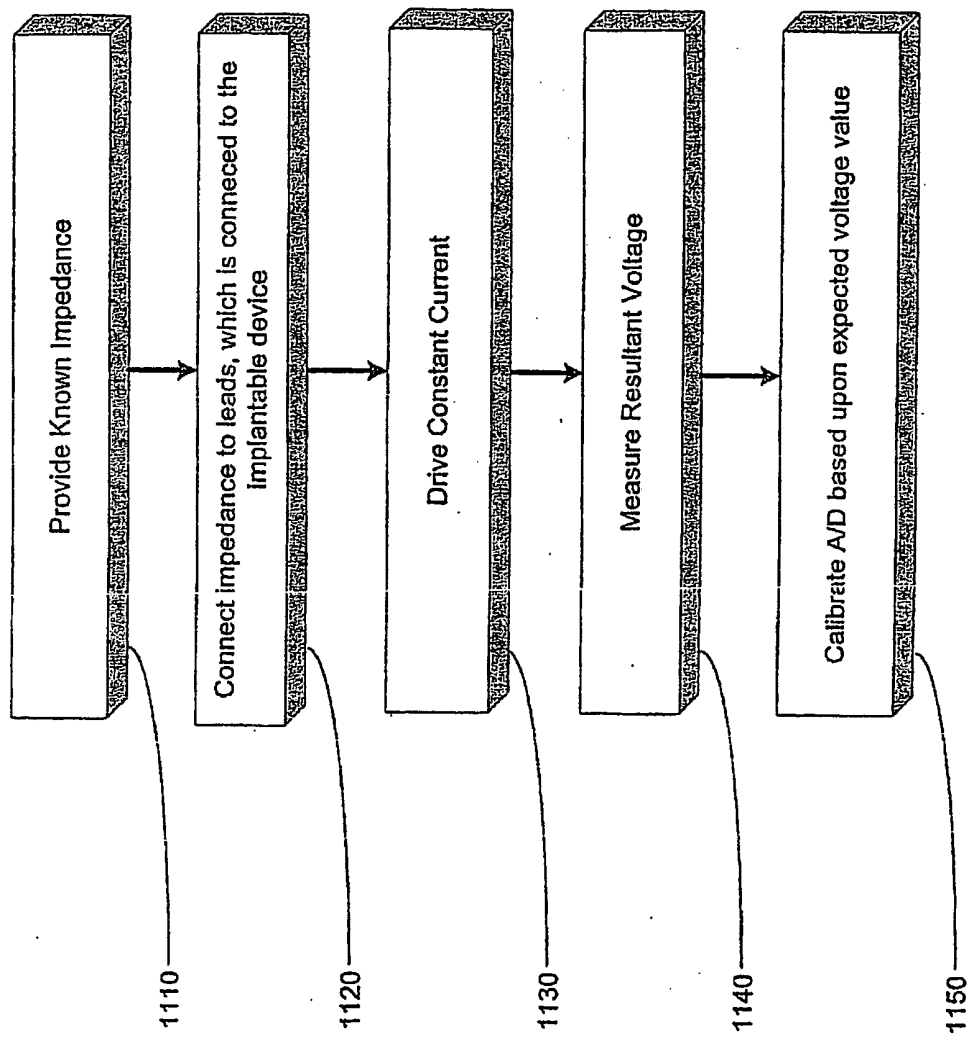 Provide Known Impedance
1110
Connect impedance to leads, which is conneced to the
implantable device
1120
Drive Constant Current
1130
Measure Resultant Voltage
1140
Calibrate A/D based upon expected voltage value
1150